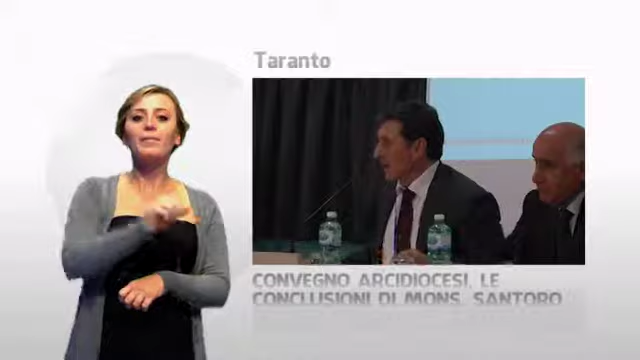 Taranto
CONVEGNO ARCIDIOCESI, LE
CONCLUSIONI DI MONS. SANTORO